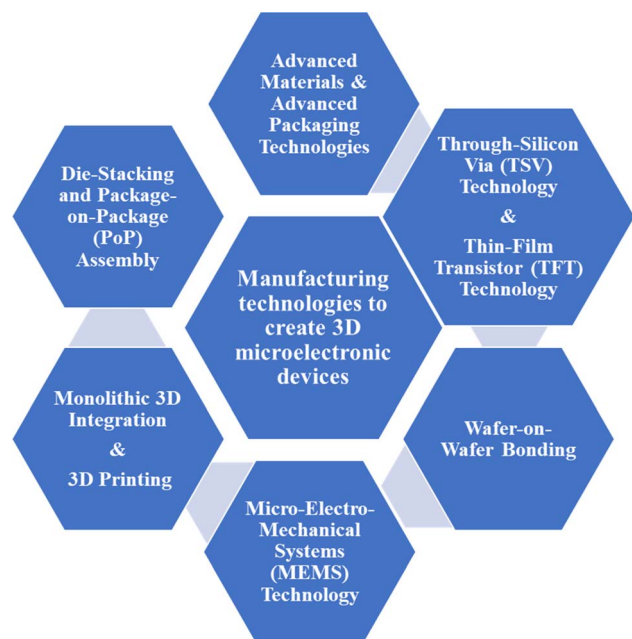 Advanced
Materials &
Advanced
Packaging
Technologies
Through-Silicon
Via (TSV)
Technology
&
Thin-Film
Transistor (TFT)
Technology
Die-Stacking
and Package-
on-Package
(PoP)
Assembly
Manufacturing
technologies to
create 3D
microelectronic
devices
Monolithic 3D
Integration
&
3D Printing
Wafer-on-
Wafer Bonding
Micro-Electro-
Mechanical
Systems
(MEMS)
Technology